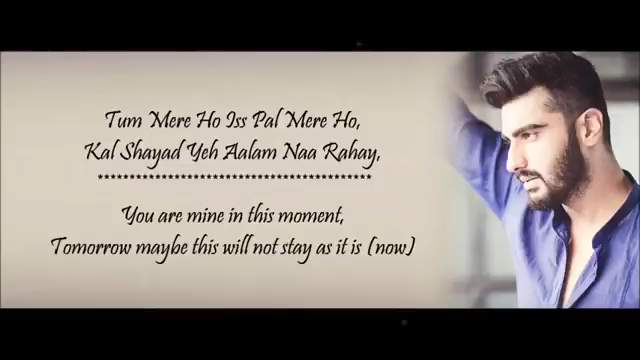 Tum Mere Ho Iss Pal Mere Ho,
Kal Shayad Yeh Aalam Naa Rahay,
*******************************************
You are mine in this moment,
Tomorrow maybe this will not stay as it is (now)